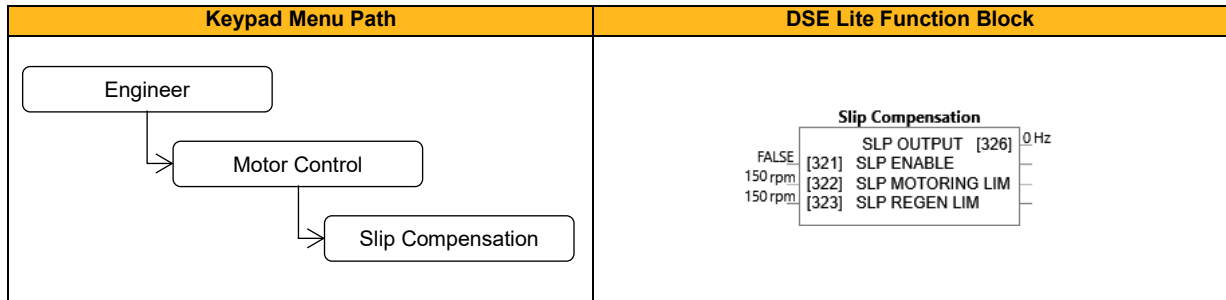 Keypad Menu Path
DSE Lite Function Block
Engineer
Motor Control
Slip Compensation
Slip Compensation
SLP OUTPUT [326] 0 Hz
FALSE [321] SLP ENABLE
150 rpm [322] SLP MOTORING LIM
150 rpm [323] SLP REGEN LIM